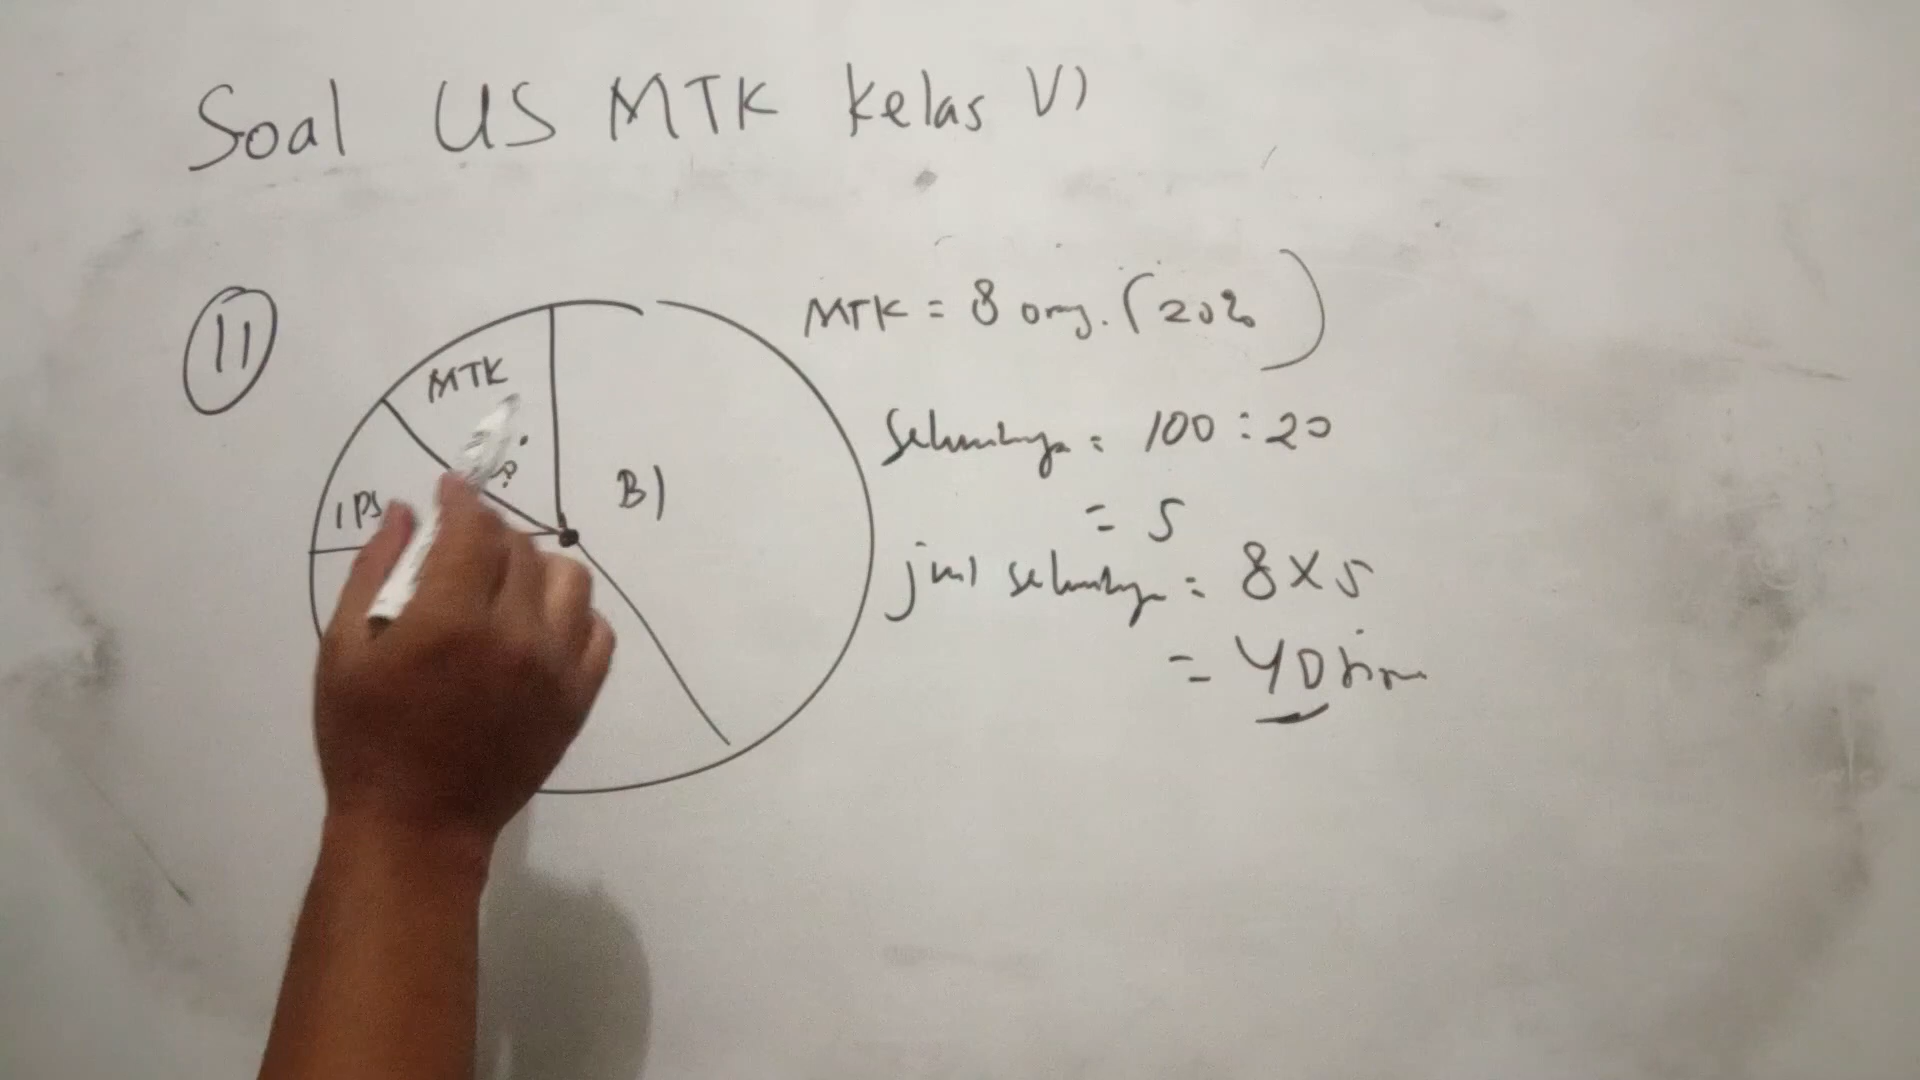 Soal US MTK Kelas VI
11
MTK
IPS
?
BI
MTK = 8 org. (20%)
Seluruhnya = 100 : 20
= 5
jml seluruhnya = 8 x 5
= 40 siswa